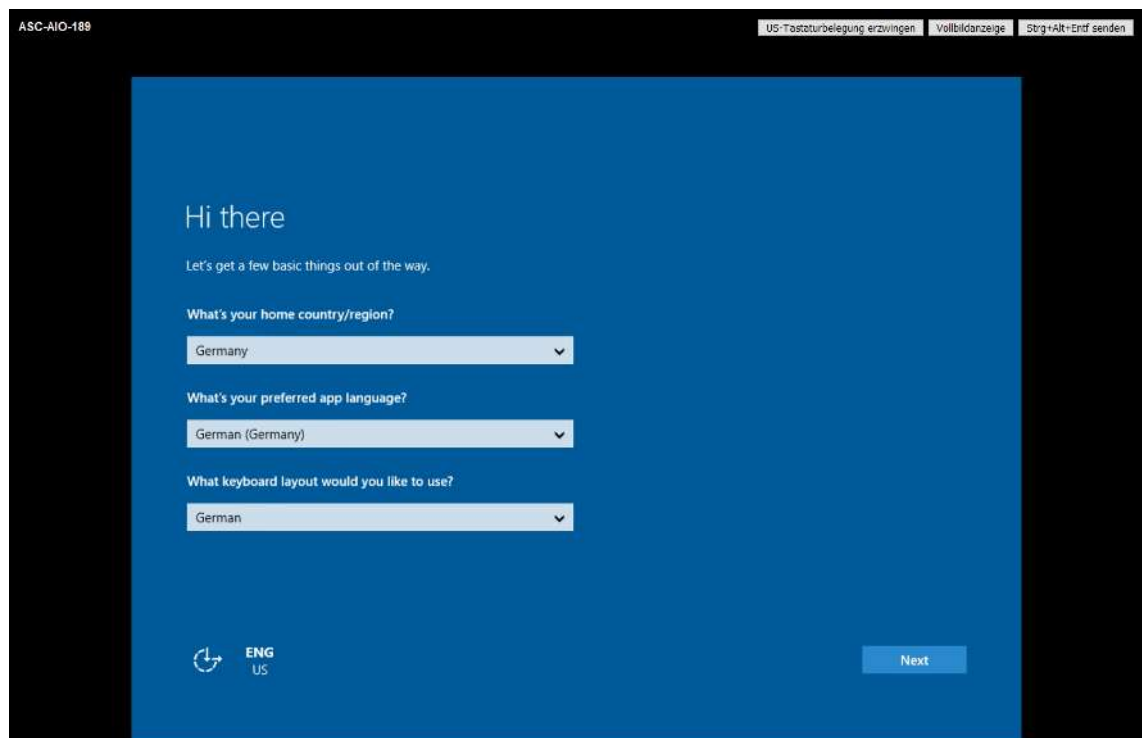 ASC-AIO-189
US-Tastaturbelegung erzwingen
Vollbildanzeige
Strg+Alt+Entf senden
Hi there
Let's get a few basic things out of the way.
What's your home country/region?
Germany
What's your preferred app language?
German (Germany)
What keyboard layout would you like to use?
German
ENG
US
Next